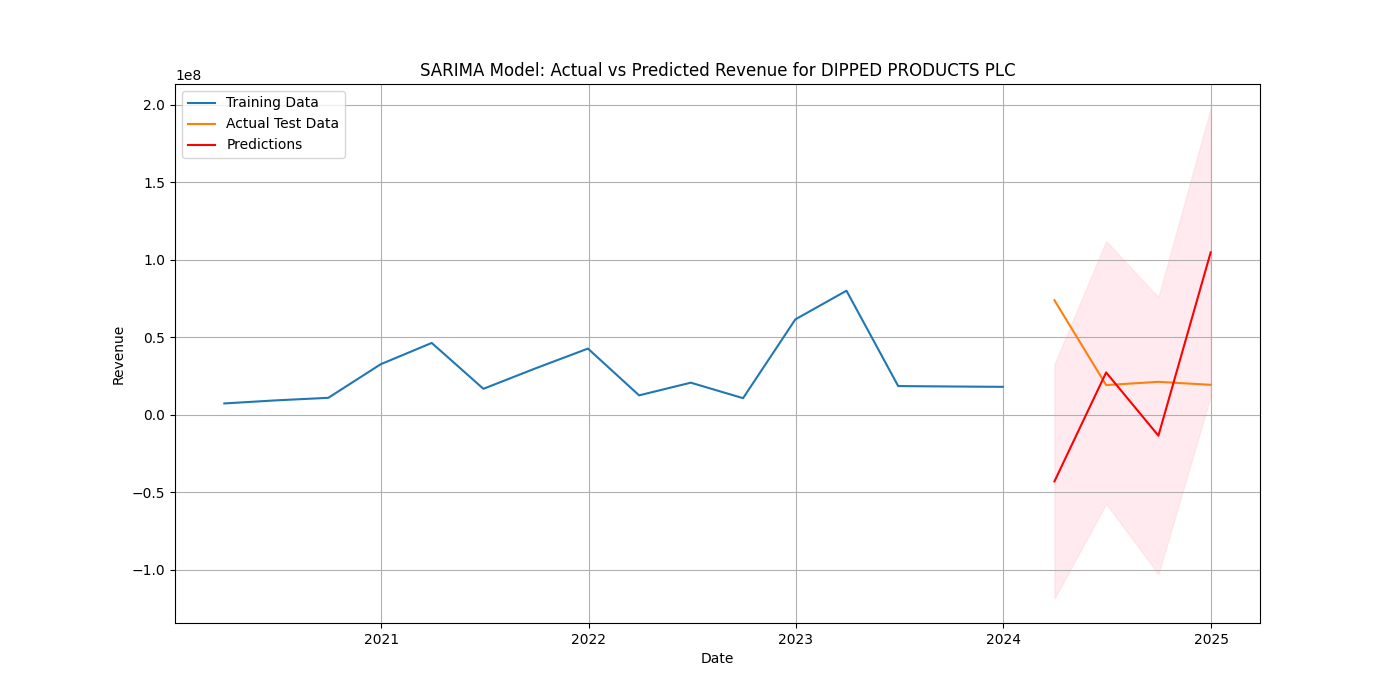 SARIMA Model: Actual vs Predicted Revenue for DIPPED PRODUCTS PLC
1e8
Training Data
Actual Test Data
Predictions
2.0
1.5
1.0
0.5
0.0
−0.5
−1.0
Revenue
2021 2022 2023 2024 2025
Date